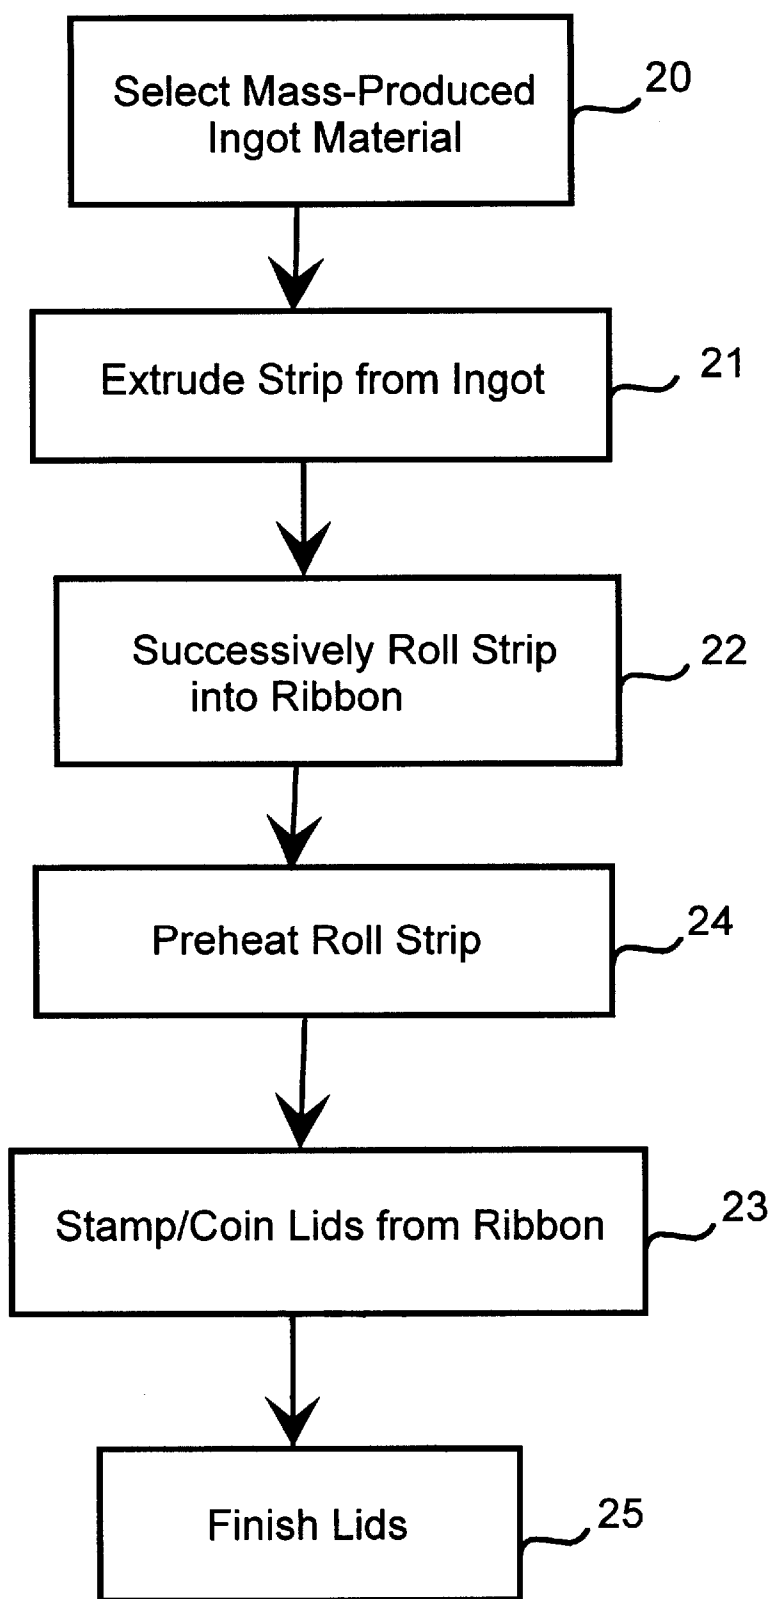 Select Mass-Produced
Ingot Material
20
Extrude Strip from Ingot
21
Successively Roll Strip
into Ribbon
22
Preheat Roll Strip
24
Stamp/Coin Lids from Ribbon
23
Finish Lids
25